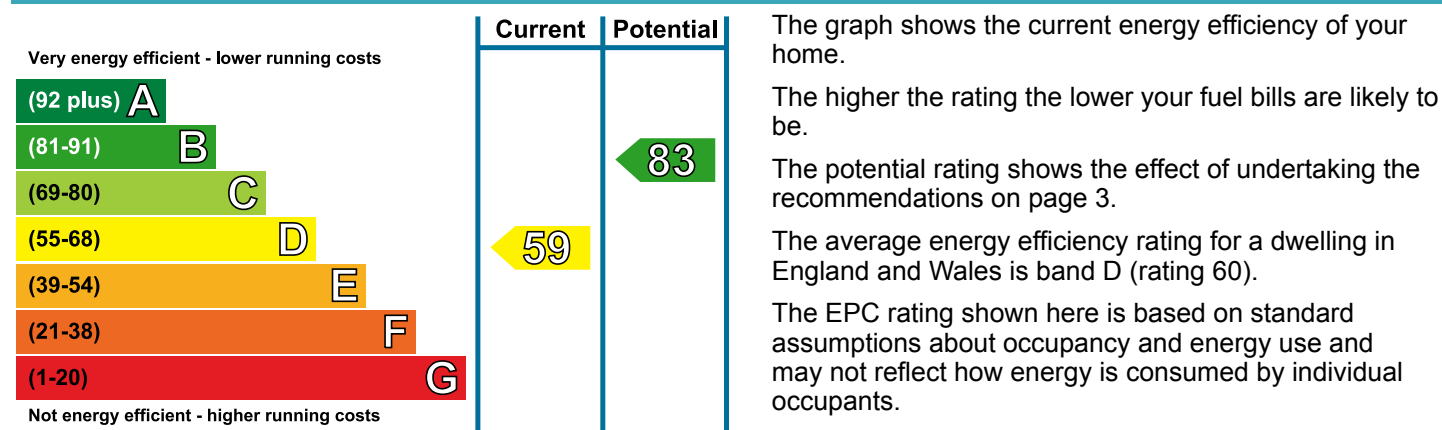 Current Potential
Very energy efficient - lower running costs
(92 plus) A
(81-91) B
83
(69-80) C
(55-68) D
59
(39-54) E
(21-38) F
(1-20) G
Not energy efficient - higher running costs
The graph shows the current energy efficiency of your
home.
The higher the rating the lower your fuel bills are likely to
be.
The potential rating shows the effect of undertaking the
recommendations on page 3.
The average energy efficiency rating for a dwelling in
England and Wales is band D (rating 60).
The EPC rating shown here is based on standard
assumptions about occupancy and energy use and
may not reflect how energy is consumed by individual
occupants.